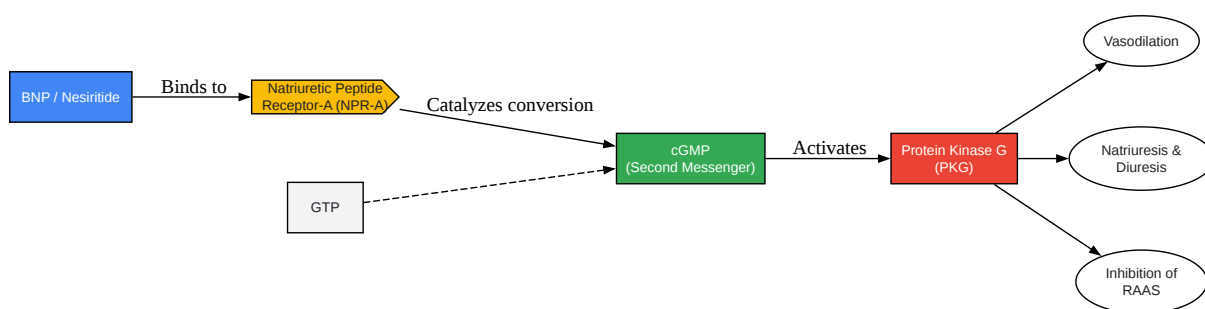 BNP / Nesiritide
Binds to
Natriuretic Peptide
Receptor-A (NPR-A)
Catalyzes conversion
GTP
cGMP
(Second Messenger)
Activates
Protein Kinase G
(PKG)
Vasodilation
Natriuresis &
Diuresis
Inhibition of
RAAS